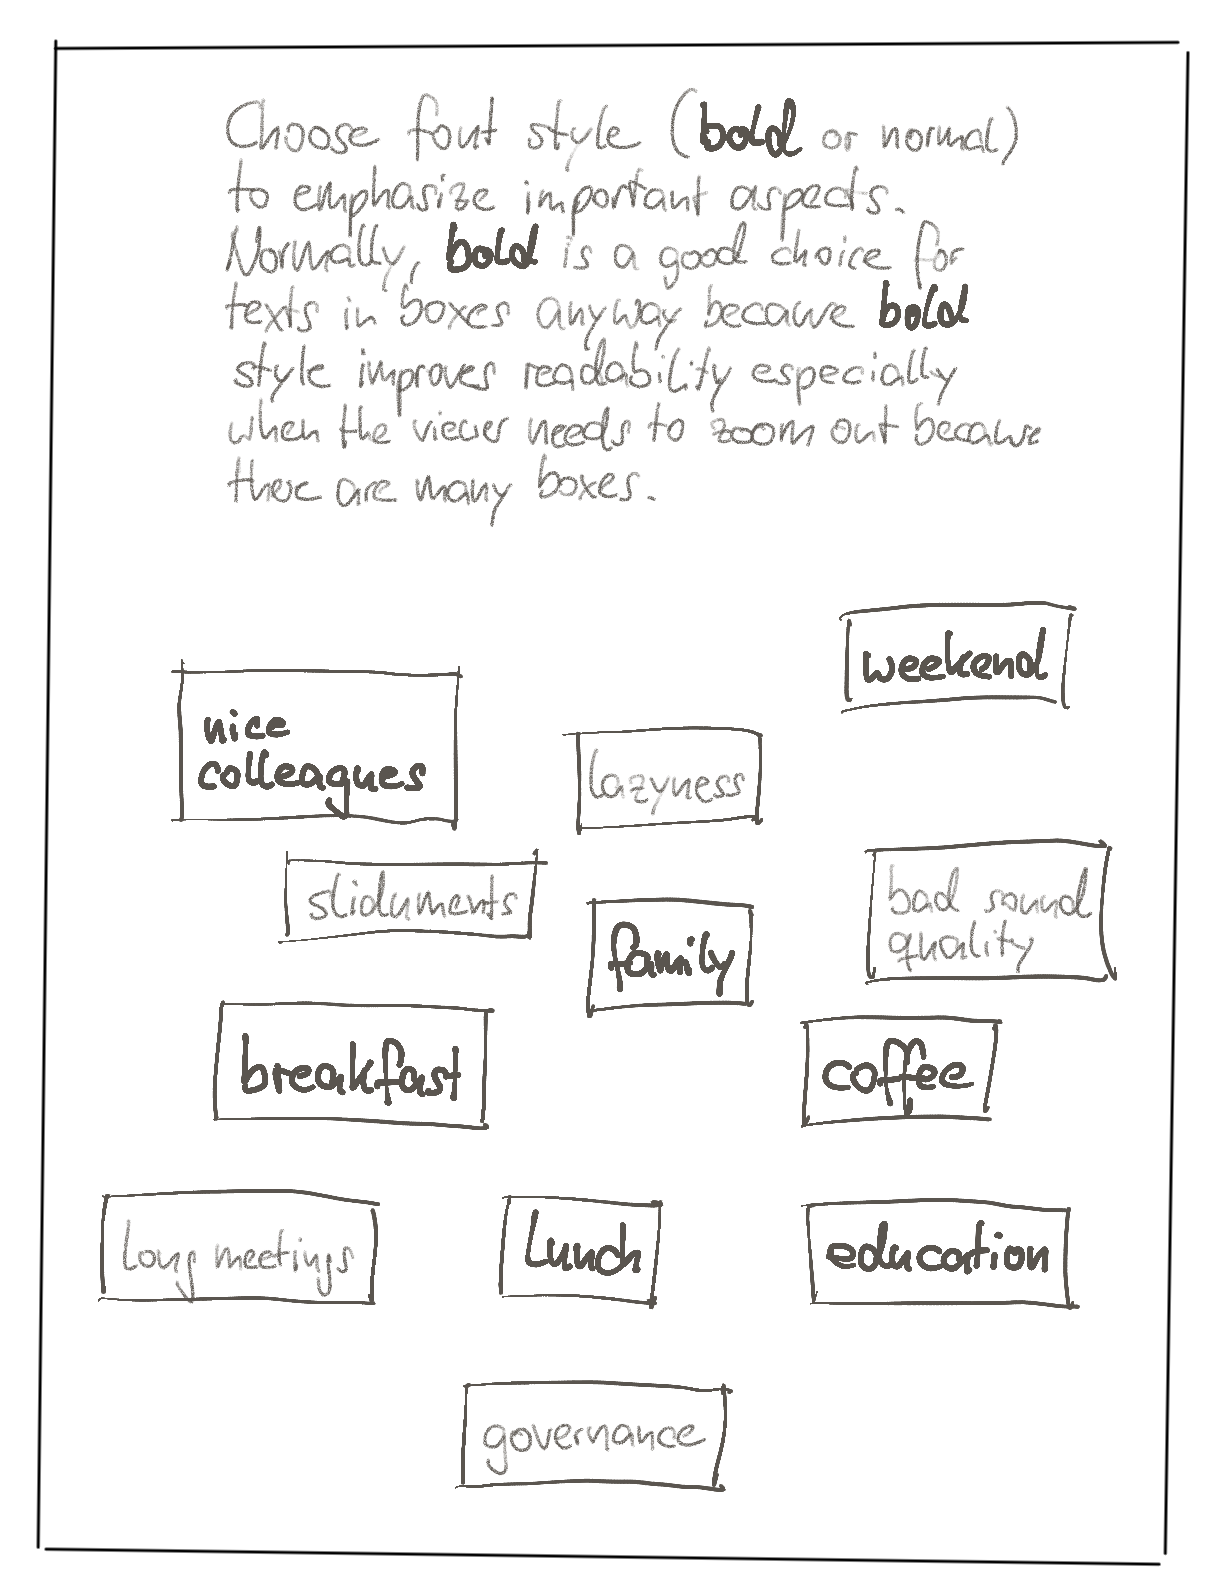 Choose font style (bold or normal)
to emphasize important aspects.
Normally, bold is a good choice for
texts in boxes anyway because bold
style improves readability especially
when the viewer needs to zoom out because
there are many boxes.
weekend
nice
colleagues
lazyness
sliduments
bad sound
quality
family
breakfast
coffee
long meetings
lunch
education
governance